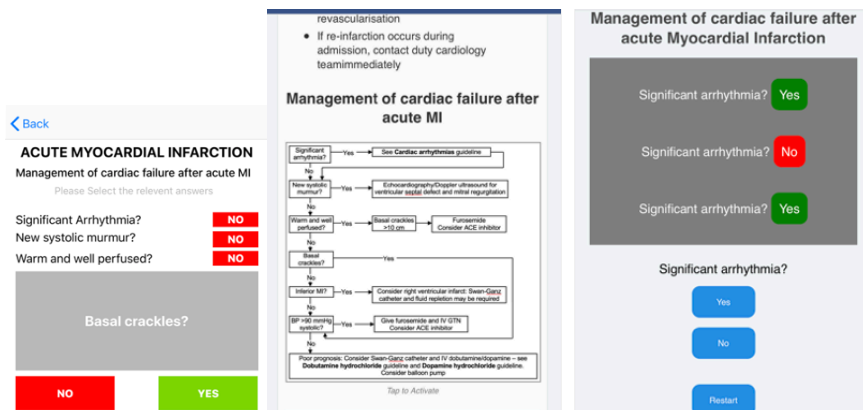 Back
ACUTE MYOCARDIAL INFARCTION
Management of cardiac failure after acute MI
Please Select the relevent answers
Significant Arrhythmia? NO
New systolic murmur? NO
Warm and well perfused? NO
Basal crackles?
NO YES
revascularisation
• If re-infarction occurs during
admission, contact duty cardiology
teamimmediately
Management of cardiac failure after
acute MI
Significant
arrhythmia?
Yes
See Cardiac arrhythmias guideline
No
New systolic
murmur?
Yes
Echocardiography/Doppler ultrasound for
ventricular septal defect and mitral regurgitation
No
Warm and well
perfused?
Yes
Basal crackles
>10 cm
Furosemide
Consider ACE inhibitor
No
Basal
crackles?
Yes
No
Inferior MI?
Yes
Consider right ventricular infarct: Swan-Ganz
catheter and fluid repletion may be required
No
BP >90 mmHg
systolic?
Yes
Give furosemide and IV GTN
Consider ACE inhibitor
No
Poor prognosis: Consider Swan-Ganz catheter and IV dobutamine/dopamine – see
Dobutamine hydrochloride guideline and Dopamine hydrochloride guideline.
Consider balloon pump
Tap to Activate
Management of cardiac failure after
acute Myocardial Infarction
Significant arrhythmia? Yes
Significant arrhythmia? No
Significant arrhythmia? Yes
Significant arrhythmia?
Yes
No
Restart